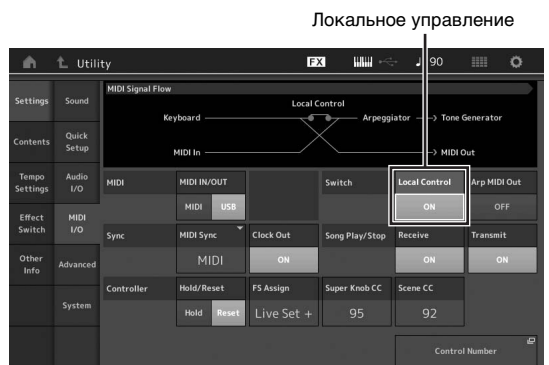 Локальное управление
Utility
FX
90
Settings
Sound
MIDI Signal Flow
Local Control
Keyboard
Arpeggiator
Tone Generator
MIDI In
MIDI Out
Contents
Quick Setup
Tempo Settings
Audio I/O
MIDI
MIDI IN/OUT
MIDI USB
Switch
Local Control
ON
Arp MIDI Out
OFF
Effect Switch
MIDI I/O
Sync
MIDI Sync
MIDI
Clock Out
ON
Song Play/Stop
Receive
ON
Transmit
ON
Other Info
Advanced
Controller
Hold/Reset
Hold Reset
FS Assign
Live Set +
Super Knob CC
95
Scene CC
92
System
Control Number